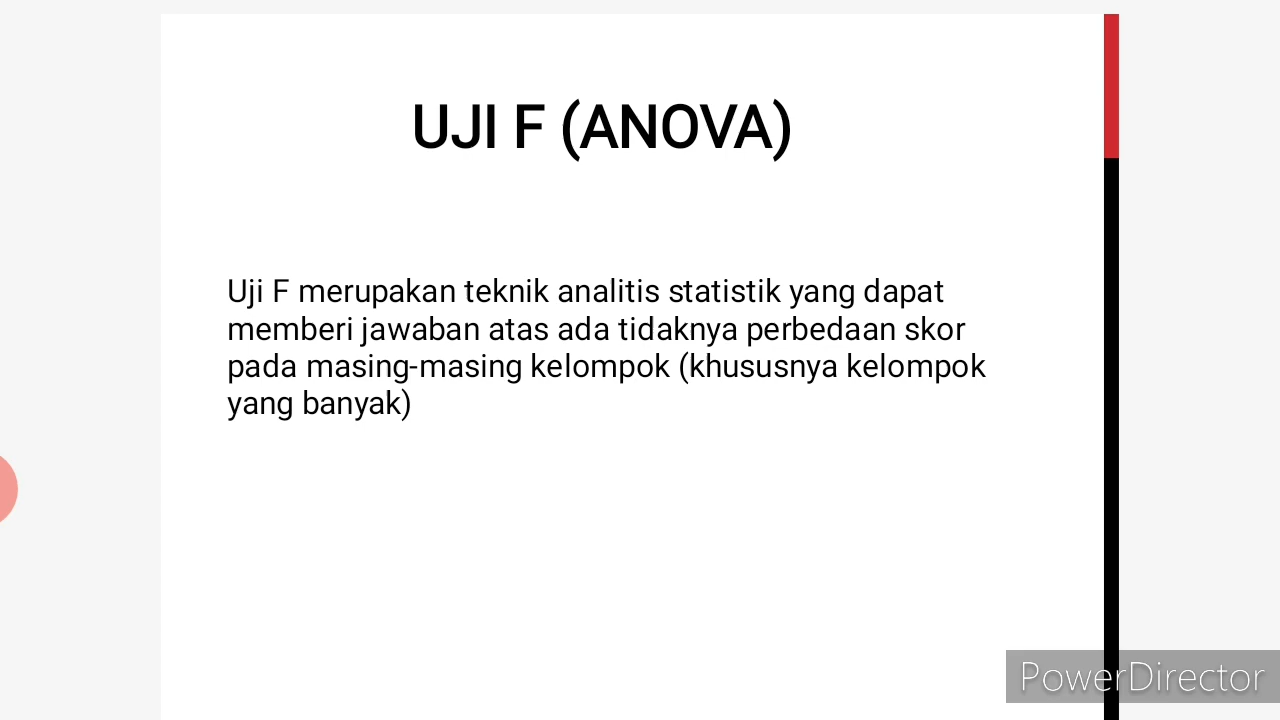 UJI F (ANOVA)
Uji F merupakan teknik analitis statistik yang dapat
memberi jawaban atas ada tidaknya perbedaan skor
pada masing-masing kelompok (khususnya kelompok
yang banyak)
PowerDirector